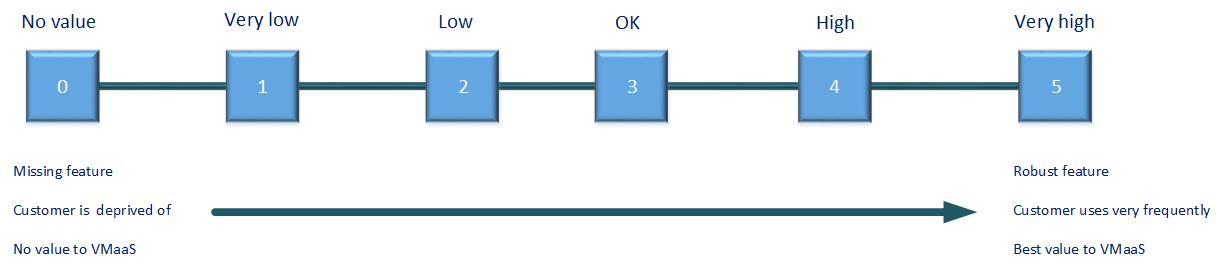 No value Very low Low OK High Very high
0 1 2 3 4 5
Missing feature Robust feature
Customer is deprived of Customer uses very frequently
No value to VMaaS Best value to VMaaS